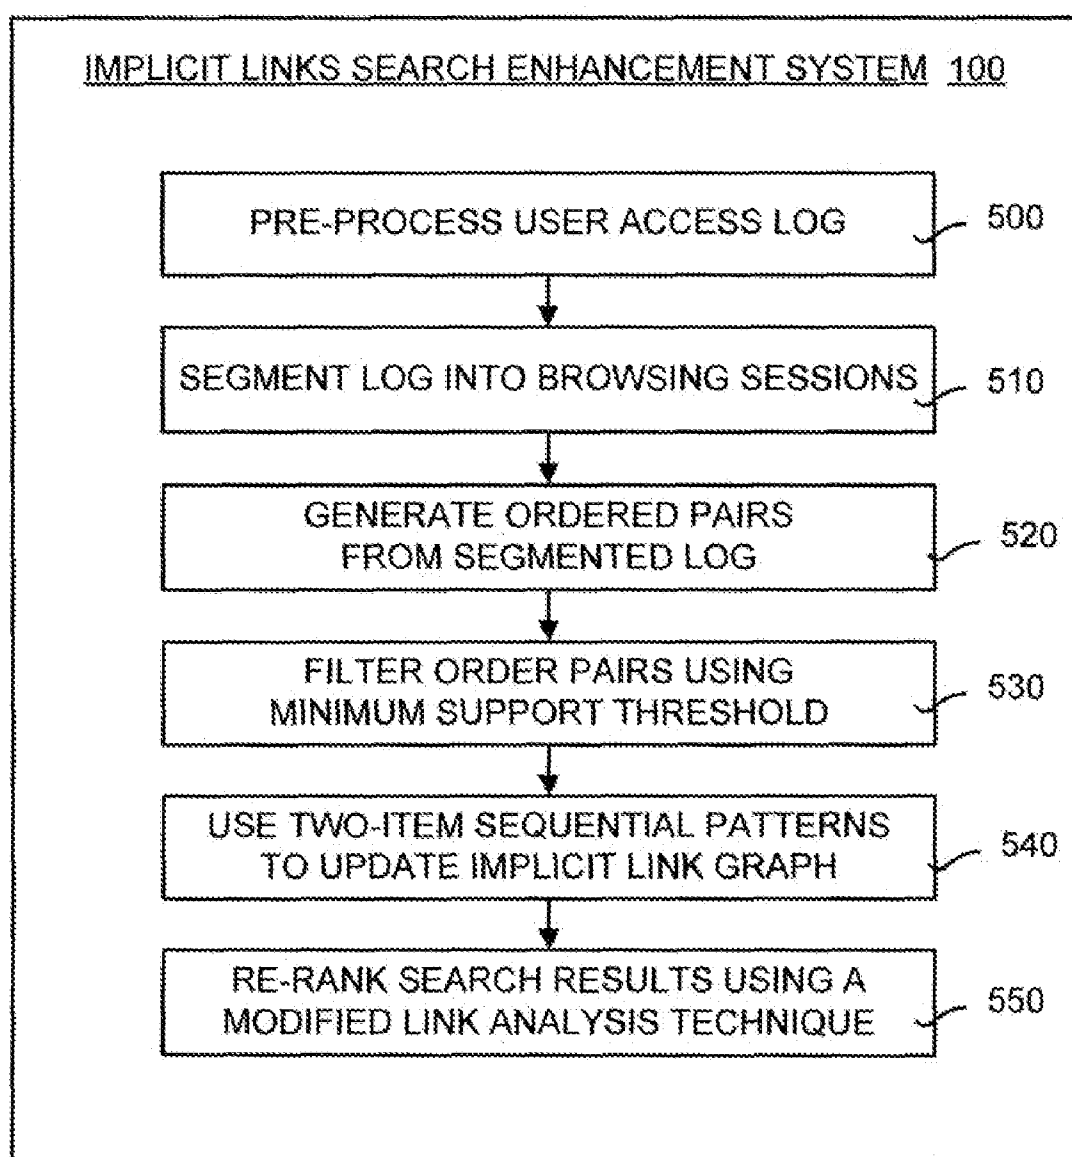 IMPLICIT LINKS SEARCH ENHANCEMENT SYSTEM 100
PRE-PROCESS USER ACCESS LOG
500
SEGMENT LOG INTO BROWSING SESSIONS
510
GENERATE ORDERED PAIRS
FROM SEGMENTED LOG
520
FILTER ORDER PAIRS USING
MINIMUM SUPPORT THRESHOLD
530
USE TWO-ITEM SEQUENTIAL PATTERNS
TO UPDATE IMPLICIT LINK GRAPH
540
RE-RANK SEARCH RESULTS USING A
MODIFIED LINK ANALYSIS TECHNIQUE
550